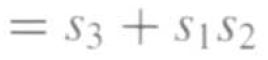 = s₃ + s₁s₂